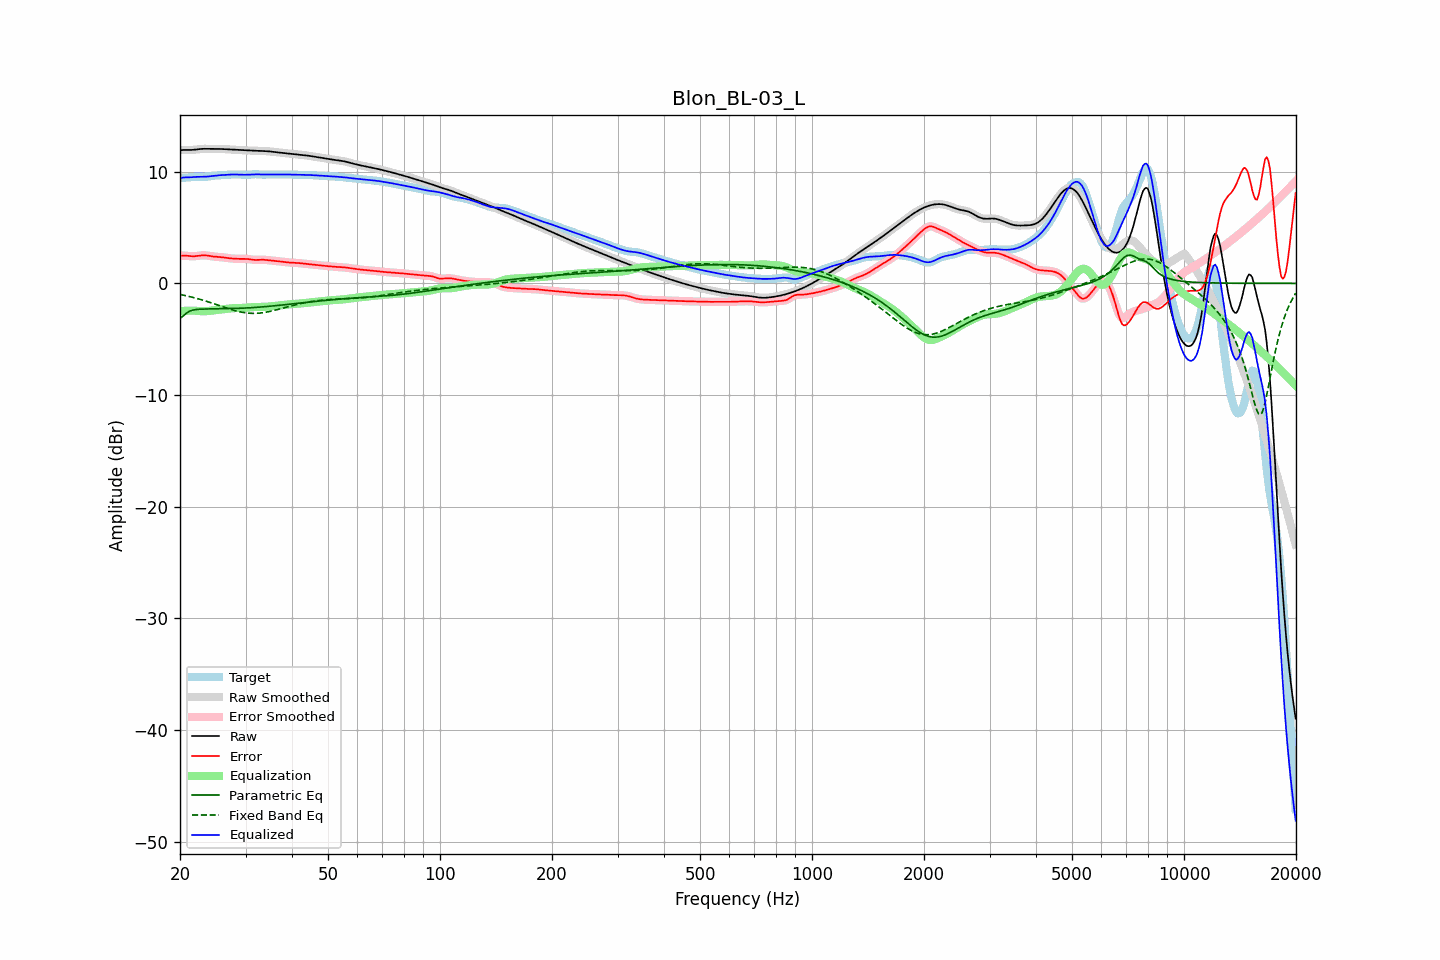 Blon_BL-03_L
Amplitude (dBr)
10
0
−10
−20
−30
−40
−50
Target
Raw Smoothed
Error Smoothed
Raw
Error
Equalization
Parametric Eq
Fixed Band Eq
Equalized
20 50 100 200 500 1000 2000 5000 10000 20000
Frequency (Hz)